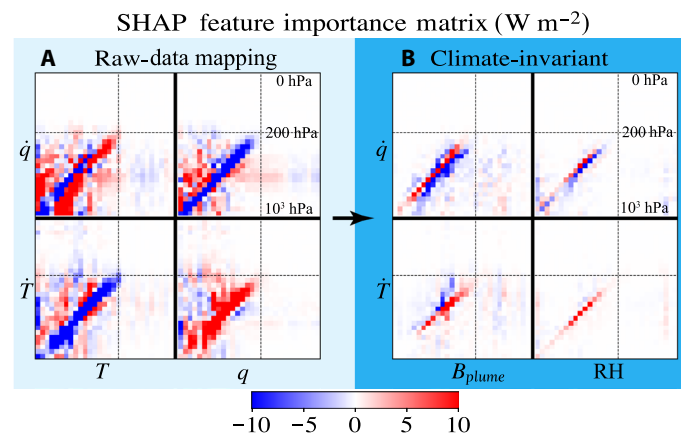 SHAP feature importance matrix (W m⁻²)
A Raw-data mapping
B Climate-invariant
0 hPa
0 hPa
q̇
200 hPa
q̇
200 hPa
10³ hPa
10³ hPa
Ṫ
Ṫ
T
q
B_plume
RH
−10 −5 0 5 10